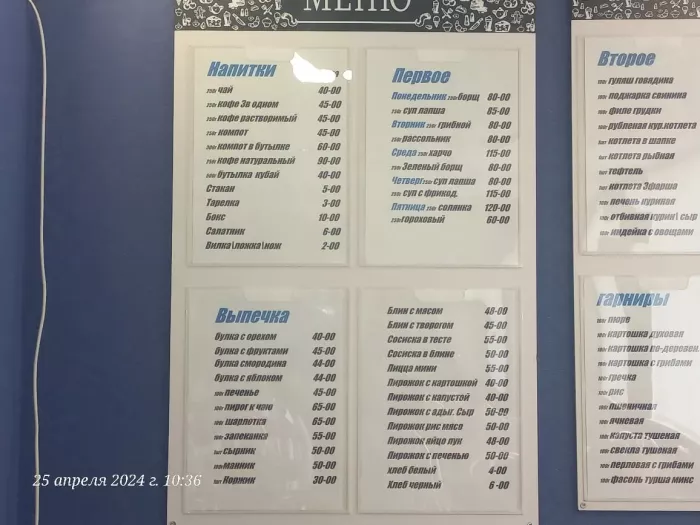 МЕНЮ
Напитки
чай 40-00
кофе 3в одном 45-00
кофе растворимый 45-00
компот 45-00
компот в бутылке 60-00
кофе натуральный 90-00
бутылка кубай 40-00
Стакан 5-00
Тарелка 3-00
Бокс 10-00
Салатник 6-00
Вилка\ложка\нож 2-00
Первое
Понедельник борщ 80-00
суп лапша 85-00
Вторник грибной 80-00
рассольник 80-00
Среда харчо 115-00
Зеленый борщ 80-00
Четверг суп лапша 80-00
суп с фрикад. 115-00
Пятница солянка 120-00
гороховый 60-00
Второе
гуляш говядина
поджарка свинина
филе грудки
рубленая кур.котлета
котлета в шапке
котлета рыбная
тефтель
котлета Эфарша
печень куриная
отбивная курин\ сыр
индейка с овощами
Выпечка
булка с орехом 40-00
булка с фруктами 45-00
булка смородина 44-00
булка с яблоком 44-00
печенье 45-00
пирог к чаю 65-00
шарлотка 65-00
запеканка 55-00
сырник 50-00
манник 50-00
Коржик 30-00
Блин с мясом 48-00
Блин с творогом 45-00
Сосиска в тесте 55-00
Сосиска в блине 50-00
Пицца мини 55-00
Пирожок с картошкой 40-00
Пирожок с капустой 40-00
Пирожок с адыг. Сыр 50-00
Пирожок рис мясо 50-00
Пирожок яйцо лук 48-00
Пирожок с печенью 50-00
хлеб белый 4-00
Хлеб черный 6-00
гарниры
пюре
картошка духовая
картошка по-деревен.
картошка с грибами
гречка
рис
пшеничная
ячневая
капуста тушеная
свекла тушеная
перловая с грибами
фасоль турша микс
25 апреля 2024 г. 10:36